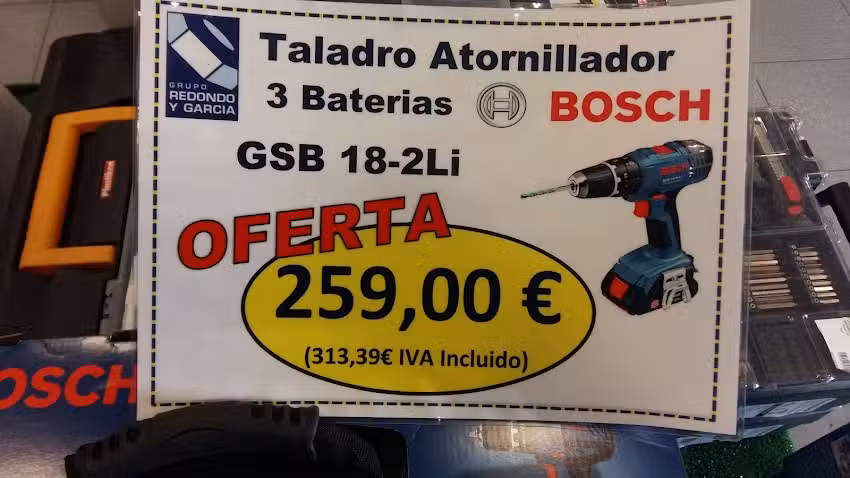 GRUPO
REDONDO
Y GARCIA
Taladro Atornillador
3 Baterias
BOSCH
GSB 18-2Li
BOSCH
OFERTA
259,00 €
(313,39€ IVA Incluido)
OSCH